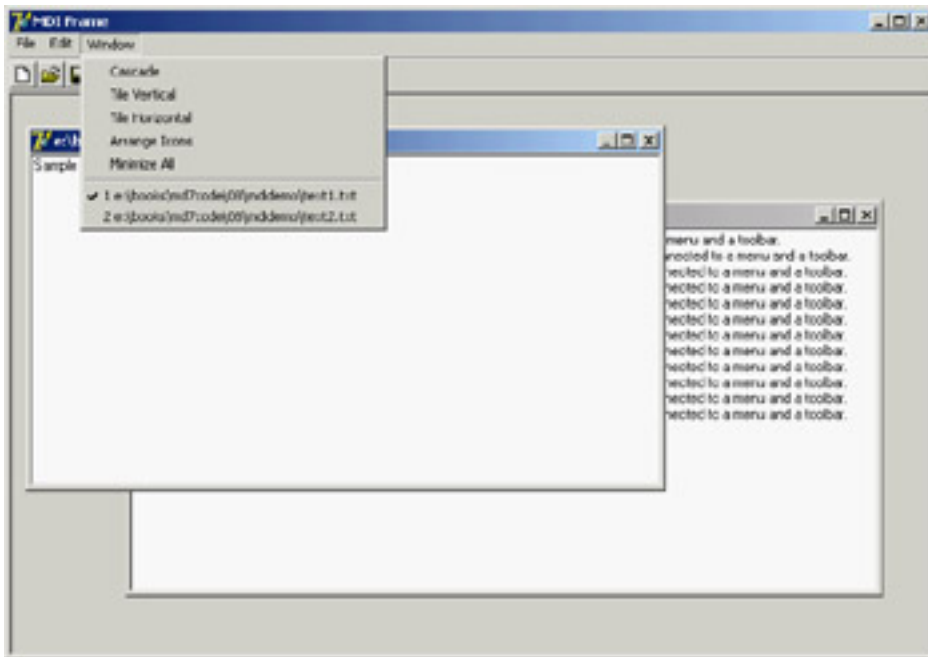 MDI Frame
File Edit Window
Cascade
Tile Vertical
Tile Horizontal
Arrange Icons
Minimize All
1 e:\books\md7code\08\mdidemo\text1.txt
2 e:\books\md7code\08\mdidemo\text2.txt
e:\b
Sample
menu and a toolbar.
nnected to a menu and a toolbar.
nected to a menu and a toolbar.
nected to a menu and a toolbar.
nected to a menu and a toolbar.
nected to a menu and a toolbar.
nected to a menu and a toolbar.
nected to a menu and a toolbar.
nected to a menu and a toolbar.
nected to a menu and a toolbar.
nected to a menu and a toolbar.
nected to a menu and a toolbar.